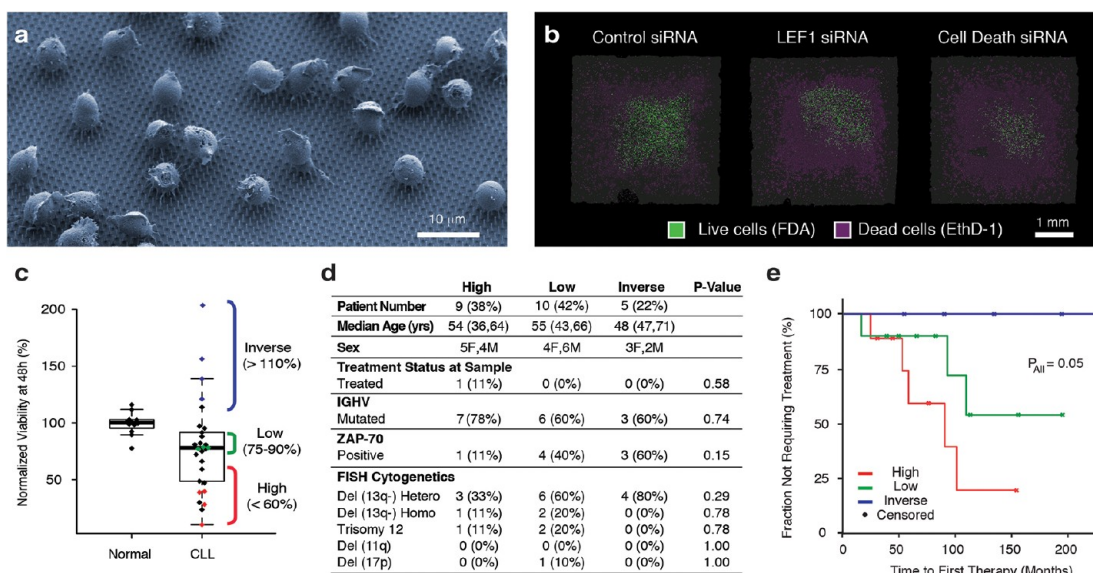 a
10 µm
b
Control siRNA LEF1 siRNA Cell Death siRNA
Live cells (FDA) Dead cells (EthD-1) 1 mm
c
Normalized Viability at 48h (%)
200
150
100
50
Inverse
(> 110%)
Low
(75-90%)
High
(< 60%)
Normal CLL
d
High Low Inverse P-Value
Patient Number 9 (38%) 10 (42%) 5 (22%)
Median Age (yrs) 54 (36,64) 55 (43,66) 48 (47,71)
Sex 5F,4M 4F,6M 3F,2M
Treatment Status at Sample
Treated 1 (11%) 0 (0%) 0 (0%) 0.58
IGHV
Mutated 7 (78%) 6 (60%) 3 (60%) 0.74
ZAP-70
Positive 1 (11%) 4 (40%) 3 (60%) 0.15
FISH Cytogenetics
Del (13q-) Hetero 3 (33%) 6 (60%) 4 (80%) 0.29
Del (13q-) Homo 1 (11%) 2 (20%) 0 (0%) 0.78
Trisomy 12 1 (11%) 2 (20%) 0 (0%) 0.78
Del (11q) 0 (0%) 0 (0%) 0 (0%) 1.00
Del (17p) 0 (0%) 1 (10%) 0 (0%) 1.00
e
Fraction Not Requiring Treatment (%)
100
75
50
25
0
P All = 0.05
High
Low
Inverse
Censored
0 50 100 150 200
Time to First Therapy (Months)